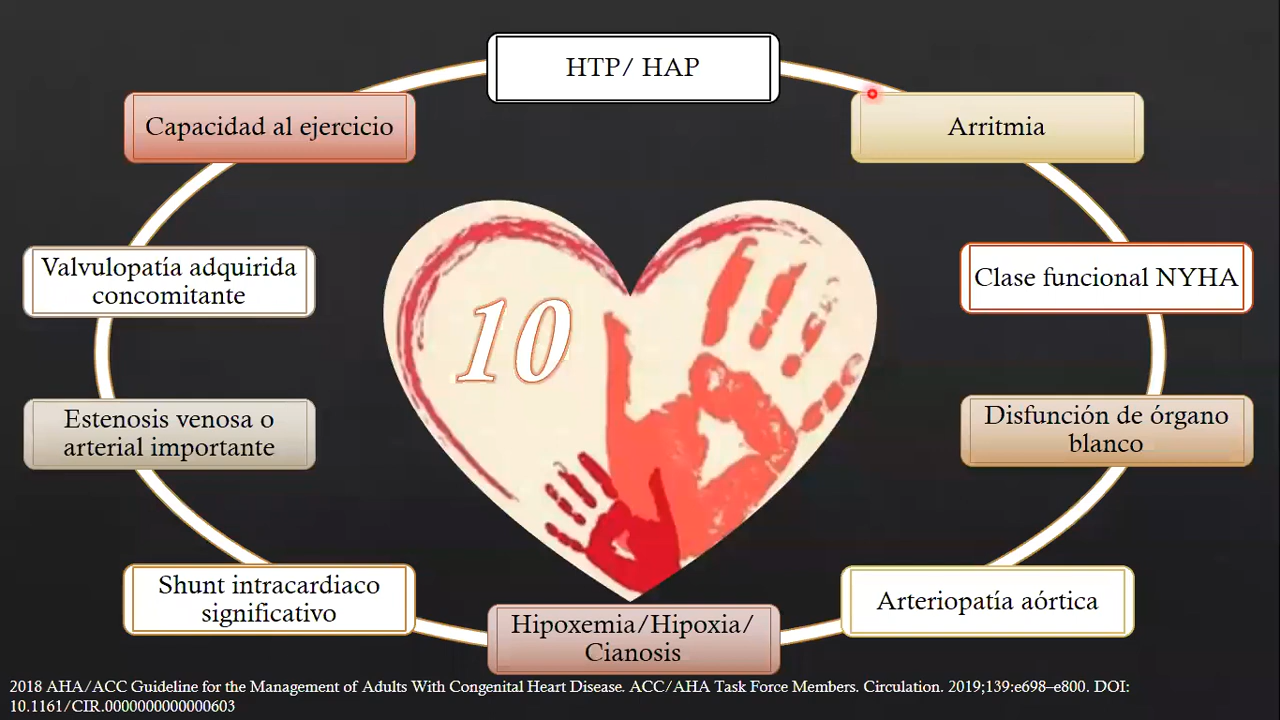 HTP/ HAP
Arritmia
Clase funcional NYHA
Disfunción de órgano
blanco
Arteriopatía aórtica
Hipoxemia/Hipoxia/
Cianosis
Shunt intracardiaco
significativo
Estenosis venosa o
arterial importante
Valvulopatía adquirida
concomitante
Capacidad al ejercicio
10
2018 AHA/ACC Guideline for the Management of Adults With Congenital Heart Disease. ACC/AHA Task Force Members. Circulation. 2019;139:e698–e800. DOI:
10.1161/CIR.0000000000000603